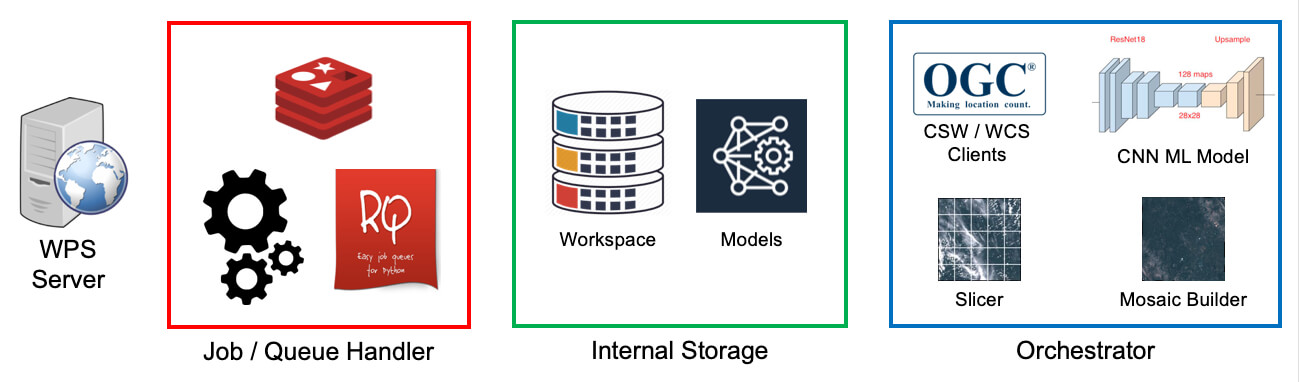 WPS
Server
RQ
Easy job queues
for python
Job / Queue Handler
Workspace
Models
Internal Storage
OGC®
Making location count.
CSW / WCS
Clients
ResNet18
Upsample
128 maps
28x28
CNN ML Model
Slicer
Mosaic Builder
Orchestrator